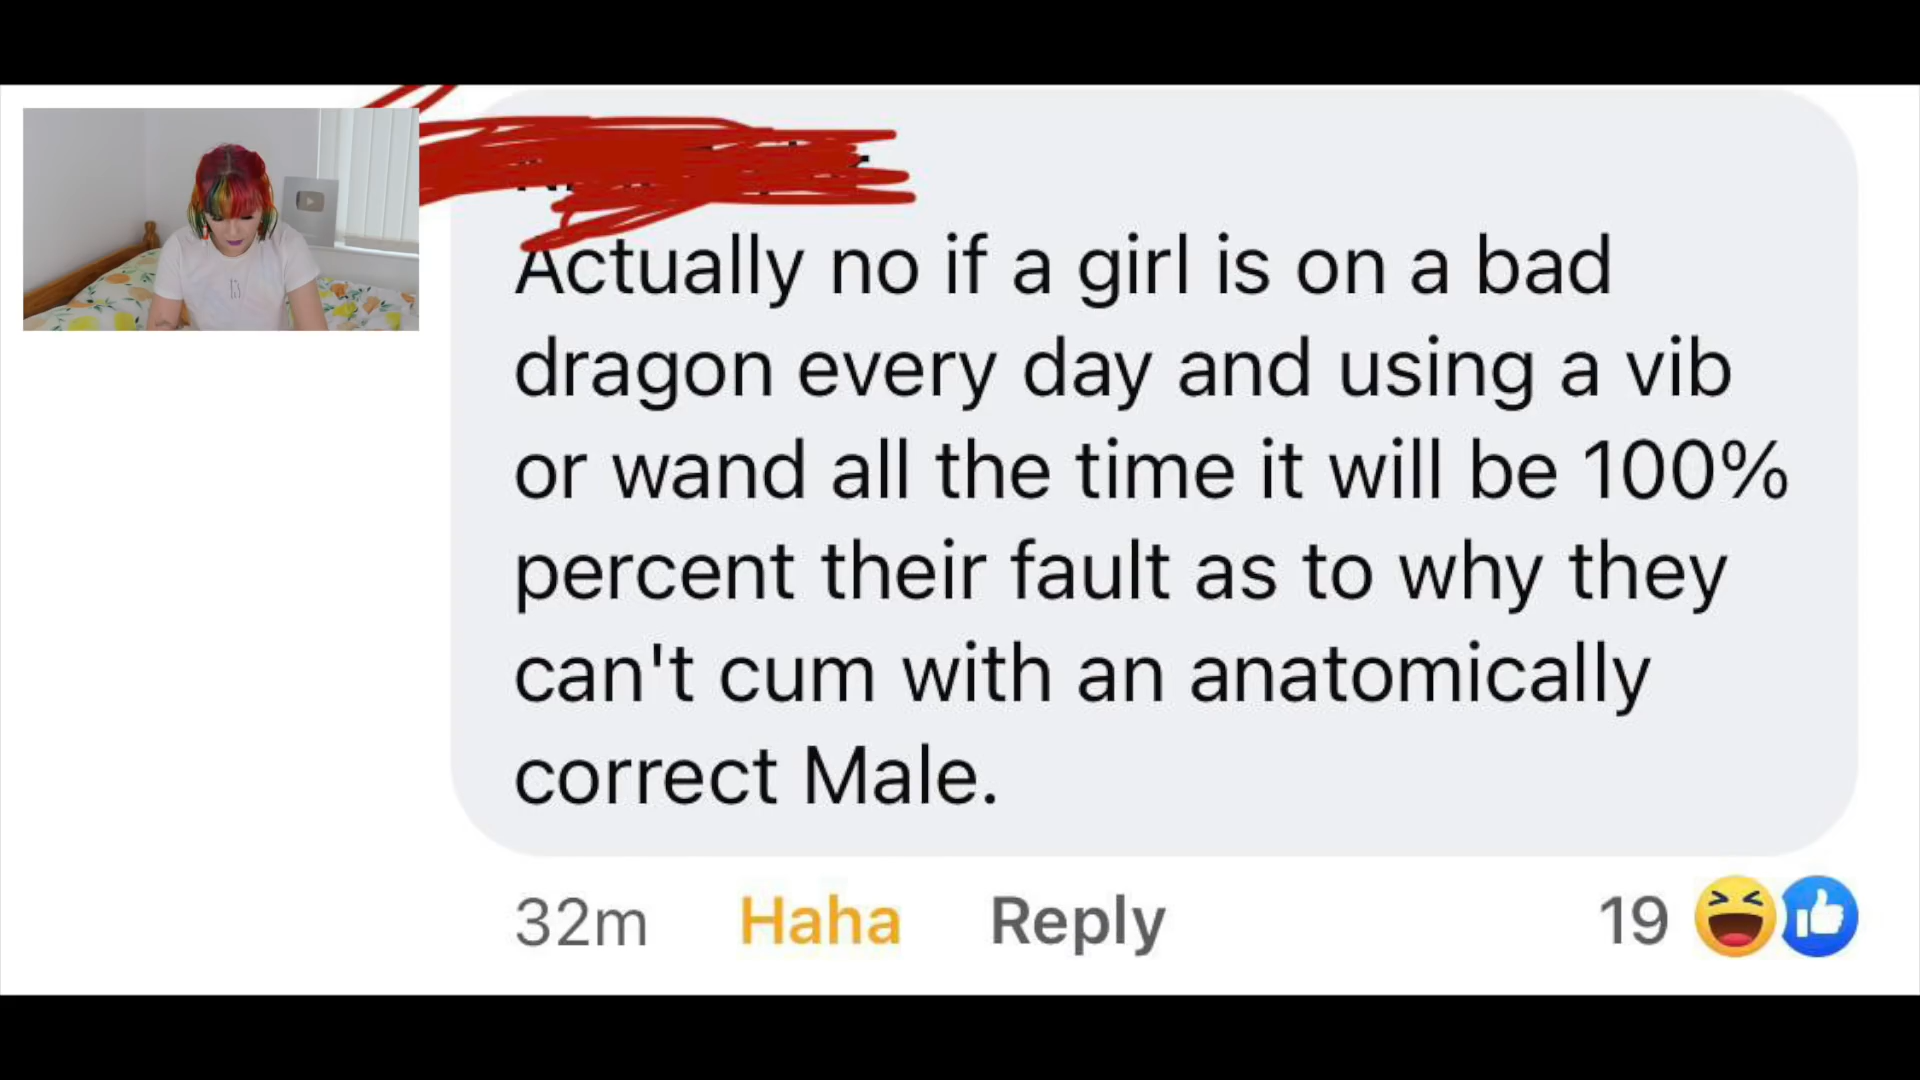 Actually no if a girl is on a bad
dragon every day and using a vib
or wand all the time it will be 100%
percent their fault as to why they
can't cum with an anatomically
correct Male.
32m Haha Reply 19